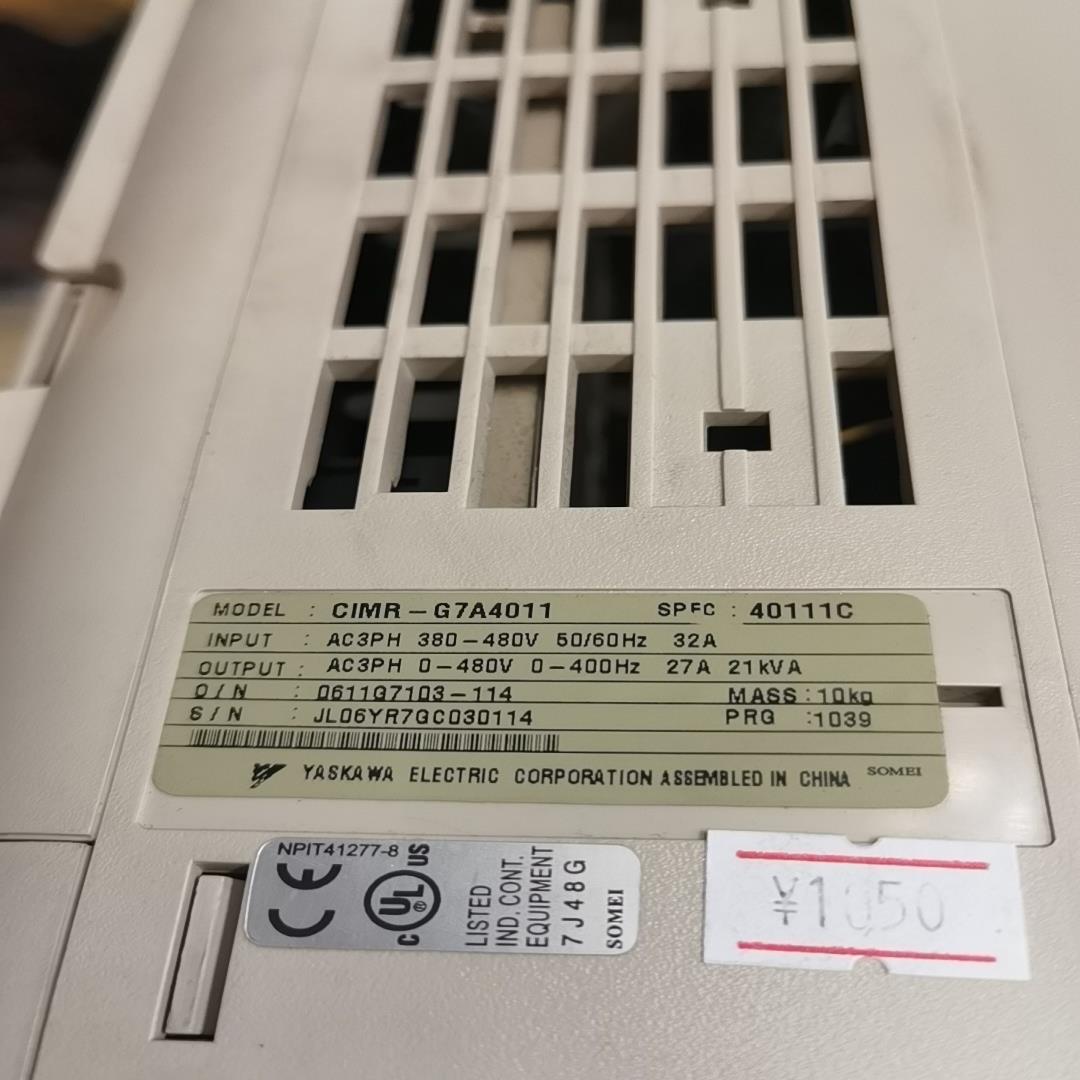 MODEL : CIMR-G7A4011 SPEC : 40111C
INPUT : AC3PH 380-480V 50/60Hz 32A
OUTPUT : AC3PH 0-480V 0-400Hz 27A 21kVA
O/N : 0611G7103-114 MASS : 10kg
S/N : JL06YR7GC030114 PRG : 1039
YASKAWA ELECTRIC CORPORATION ASSEMBLED IN CHINA SOMEI
NPIT41277-8
CE
C UL ® US
LISTED
IND. CONT.
EQUIPMENT
7J48G
SOMEI
¥1050